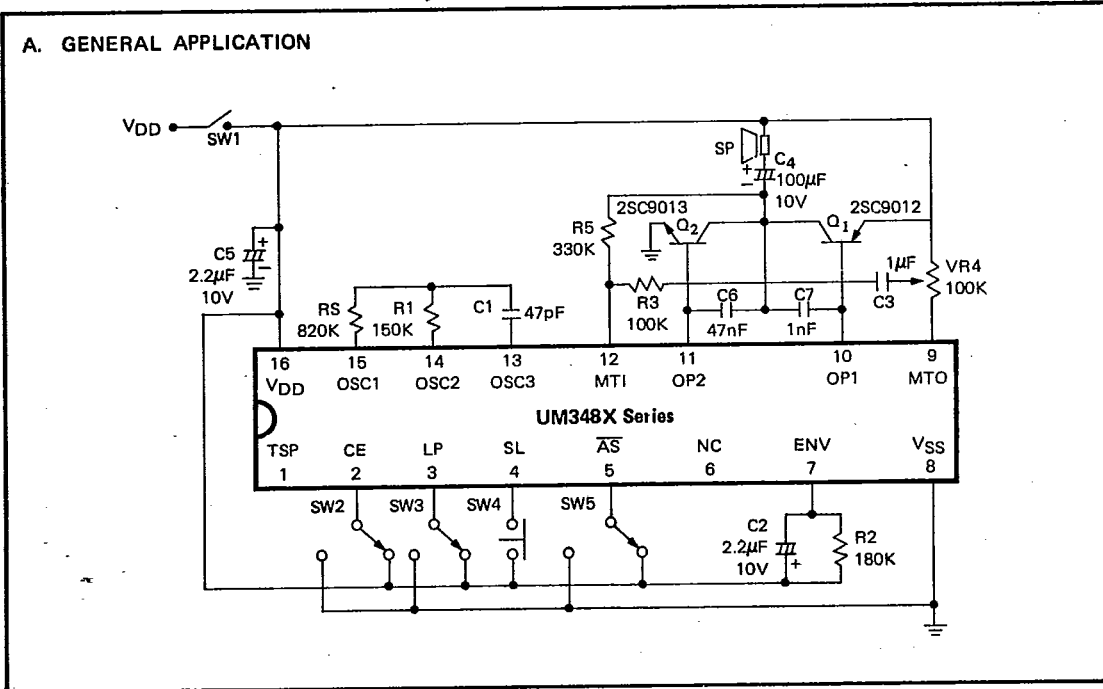 A. GENERAL APPLICATION
VDD
SW1
SP
+
C4
100µF
10V
2SC9013
2SC9012
R5
330K
Q2
Q1
C5
2.2µF
10V
+
1µF
C3
VR4
100K
RS
820K
R1
150K
C1
47pF
R3
100K
C6
47nF
C7
1nF
16 15 14 13 12 11 10 9
VDD OSC1 OSC2 OSC3 MTI OP2 OP1 MTO
UM348X Series
TSP CE LP SL AS NC ENV VSS
1 2 3 4 5 6 7 8
SW2
SW3
SW4
SW5
C2
2.2µF
10V
+
R2
180K